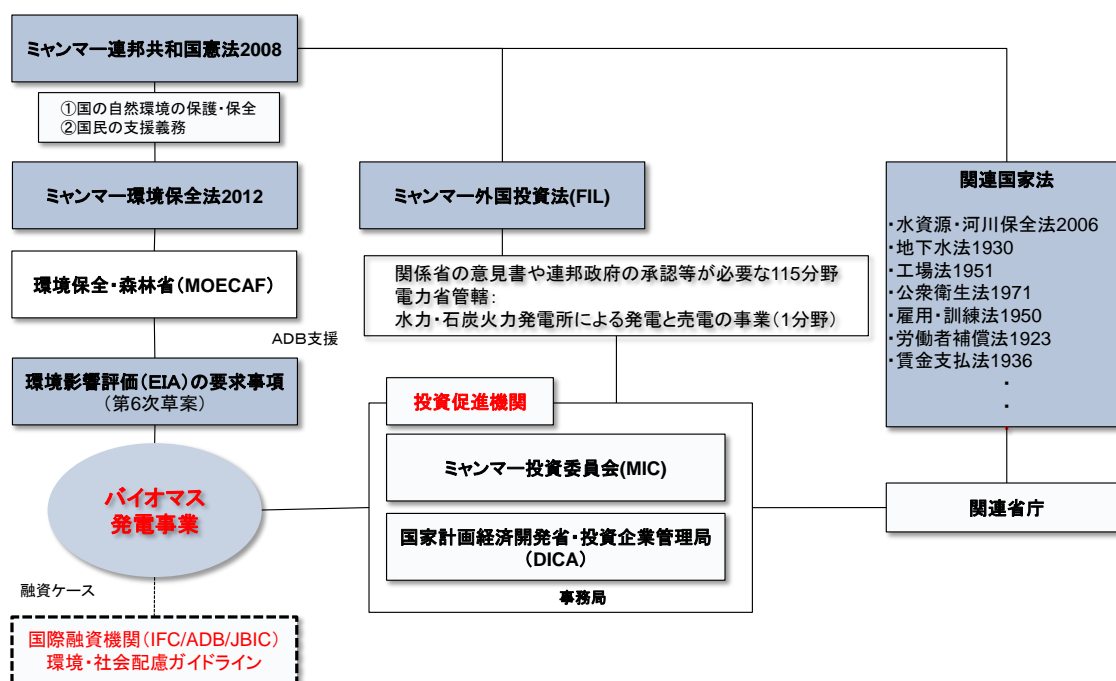 ミャンマー連邦共和国憲法2008
①国の自然環境の保護・保全
②国民の支援義務
ミャンマー環境保全法2012
環境保全・森林省(MOECAF)
ADB支援
環境影響評価(EIA)の要求事項
(第6次草案)
バイオマス
発電事業
融資ケース
国際融資機関(IFC/ADB/JBIC)
環境・社会配慮ガイドライン
ミャンマー外国投資法(FIL)
関係省の意見書や連邦政府の承認等が必要な115分野
電力省管轄:
水力・石炭火力発電所による発電と売電の事業(1分野)
投資促進機関
ミャンマー投資委員会(MIC)
国家計画経済開発省・投資企業管理局
(DICA)
事務局
関連国家法
・水資源・河川保全法2006
・地下水法1930
・工場法1951
・公衆衛生法1971
・雇用・訓練法1950
・労働者補償法1923
・賃金支払法1936
・
・
関連省庁